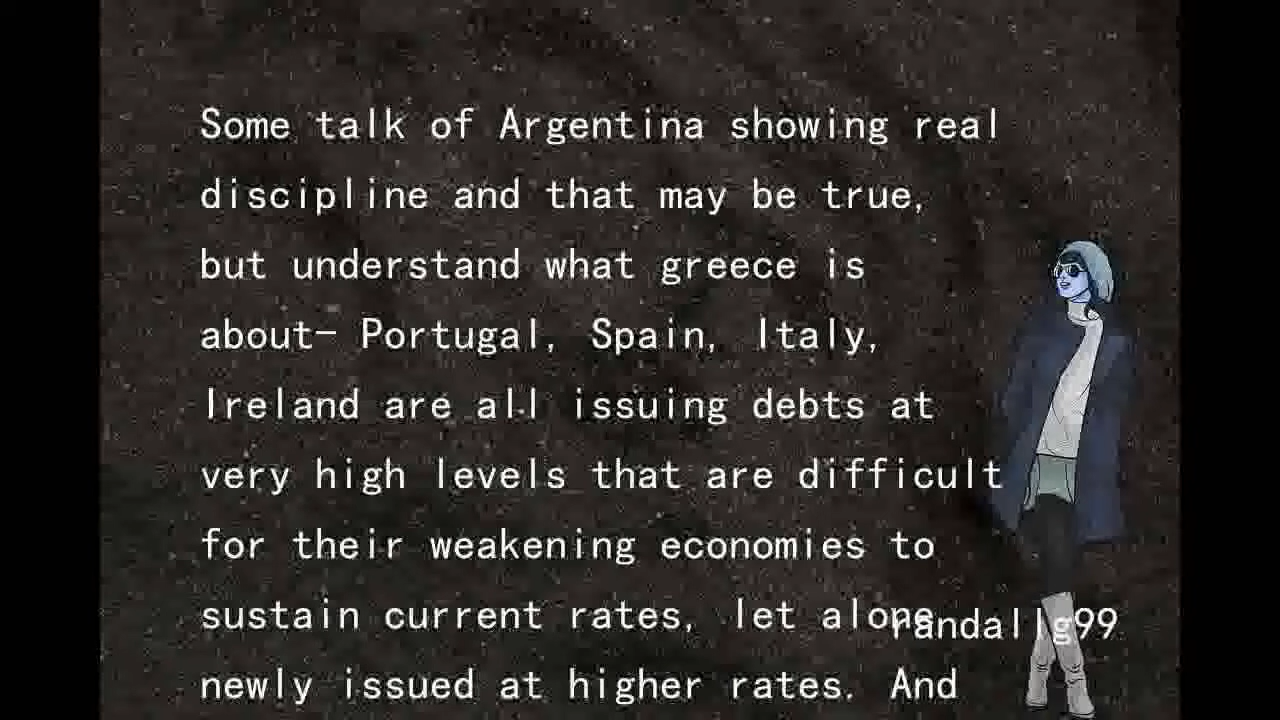 Some talk of Argentina showing real
discipline and that may be true,
but understand what greece is
about- Portugal, Spain, Italy,
Ireland are all issuing debts at
very high levels that are difficult
for their weakening economies to
sustain current rates, let alone
randallg99
newly issued at higher rates. And